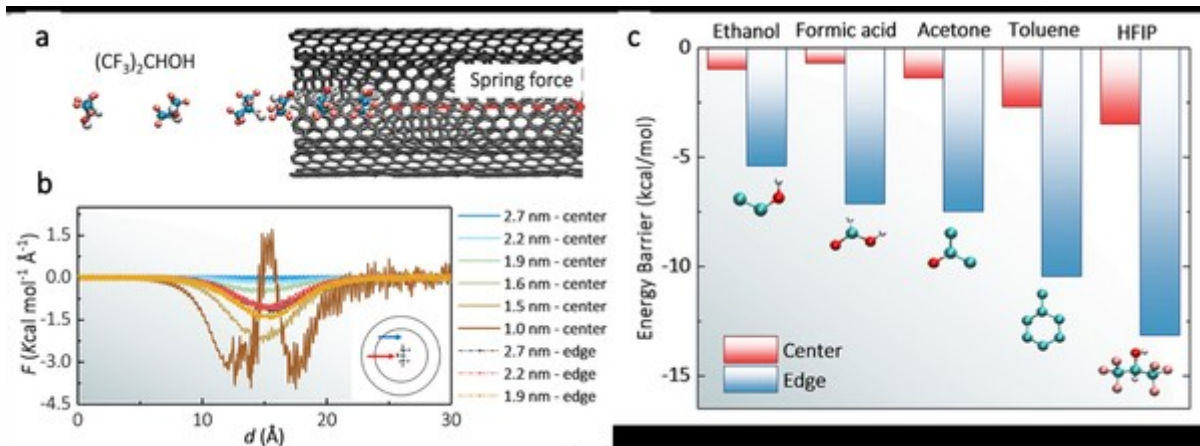 a
(CF₃)₂CHOH
Spring force
b
F (Kcal mol⁻¹ Å⁻¹)
1.5
0.0
-1.5
-3.0
-4.5
0 10 20 30
d (Å)
2.7 nm - center
2.2 nm - center
1.9 nm - center
1.6 nm - center
1.5 nm - center
1.0 nm - center
2.7 nm - edge
2.2 nm - edge
1.9 nm - edge
c
Ethanol Formic acid Acetone Toluene HFIP
Energy Barrier (kcal/mol)
0
-5
-10
-15
Center
Edge